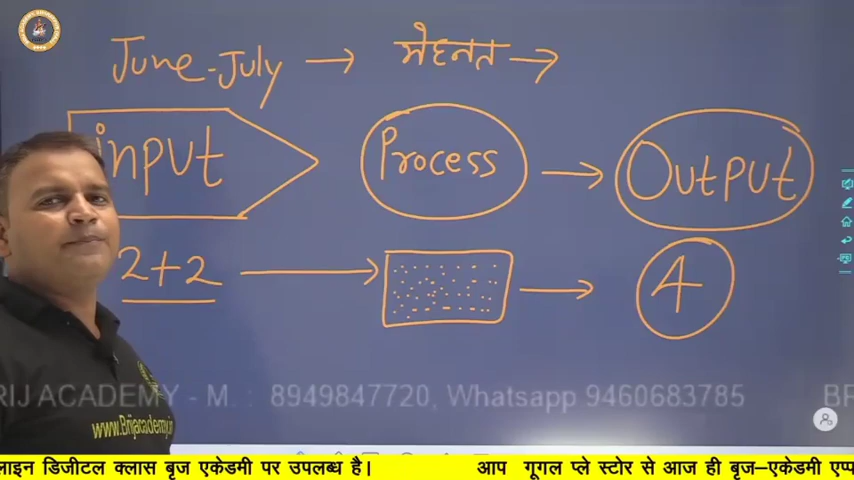 June-July → मेहनत →
input Process → Output
2+2 → → 4
RIJ ACADEMY - M. : 8949847720, Whatsapp 9460683785 BR
www.Brijacademy.in
लाइन डिजीटल क्लास बृज एकेडमी पर उपलब्ध है। आप गूगल प्ले स्टोर से आज ही बृज–एकेडमी एप्प